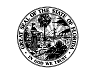 GREAT SEAL OF THE STATE OF FLORIDA
IN GOD WE TRUST